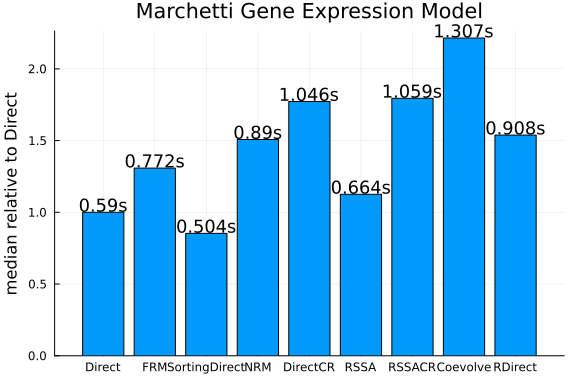 Marchetti Gene Expression Model
median relative to Direct
2.0
1.5
1.0
0.5
0.0
0.59s
0.772s
0.504s
0.89s
1.046s
0.664s
1.059s
1.307s
0.908s
Direct FRM SortingDirect NRM DirectCR RSSA RSSACR Coevolve RDirect